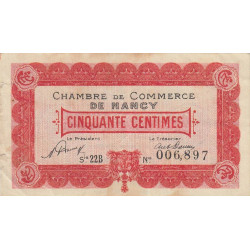 CHAMBRE DE COMMERCE
DE NANCY
CINQUANTE CENTIMES
LE PRÉSIDENT LE TRÉSORIER
Sie 22B No 006,897